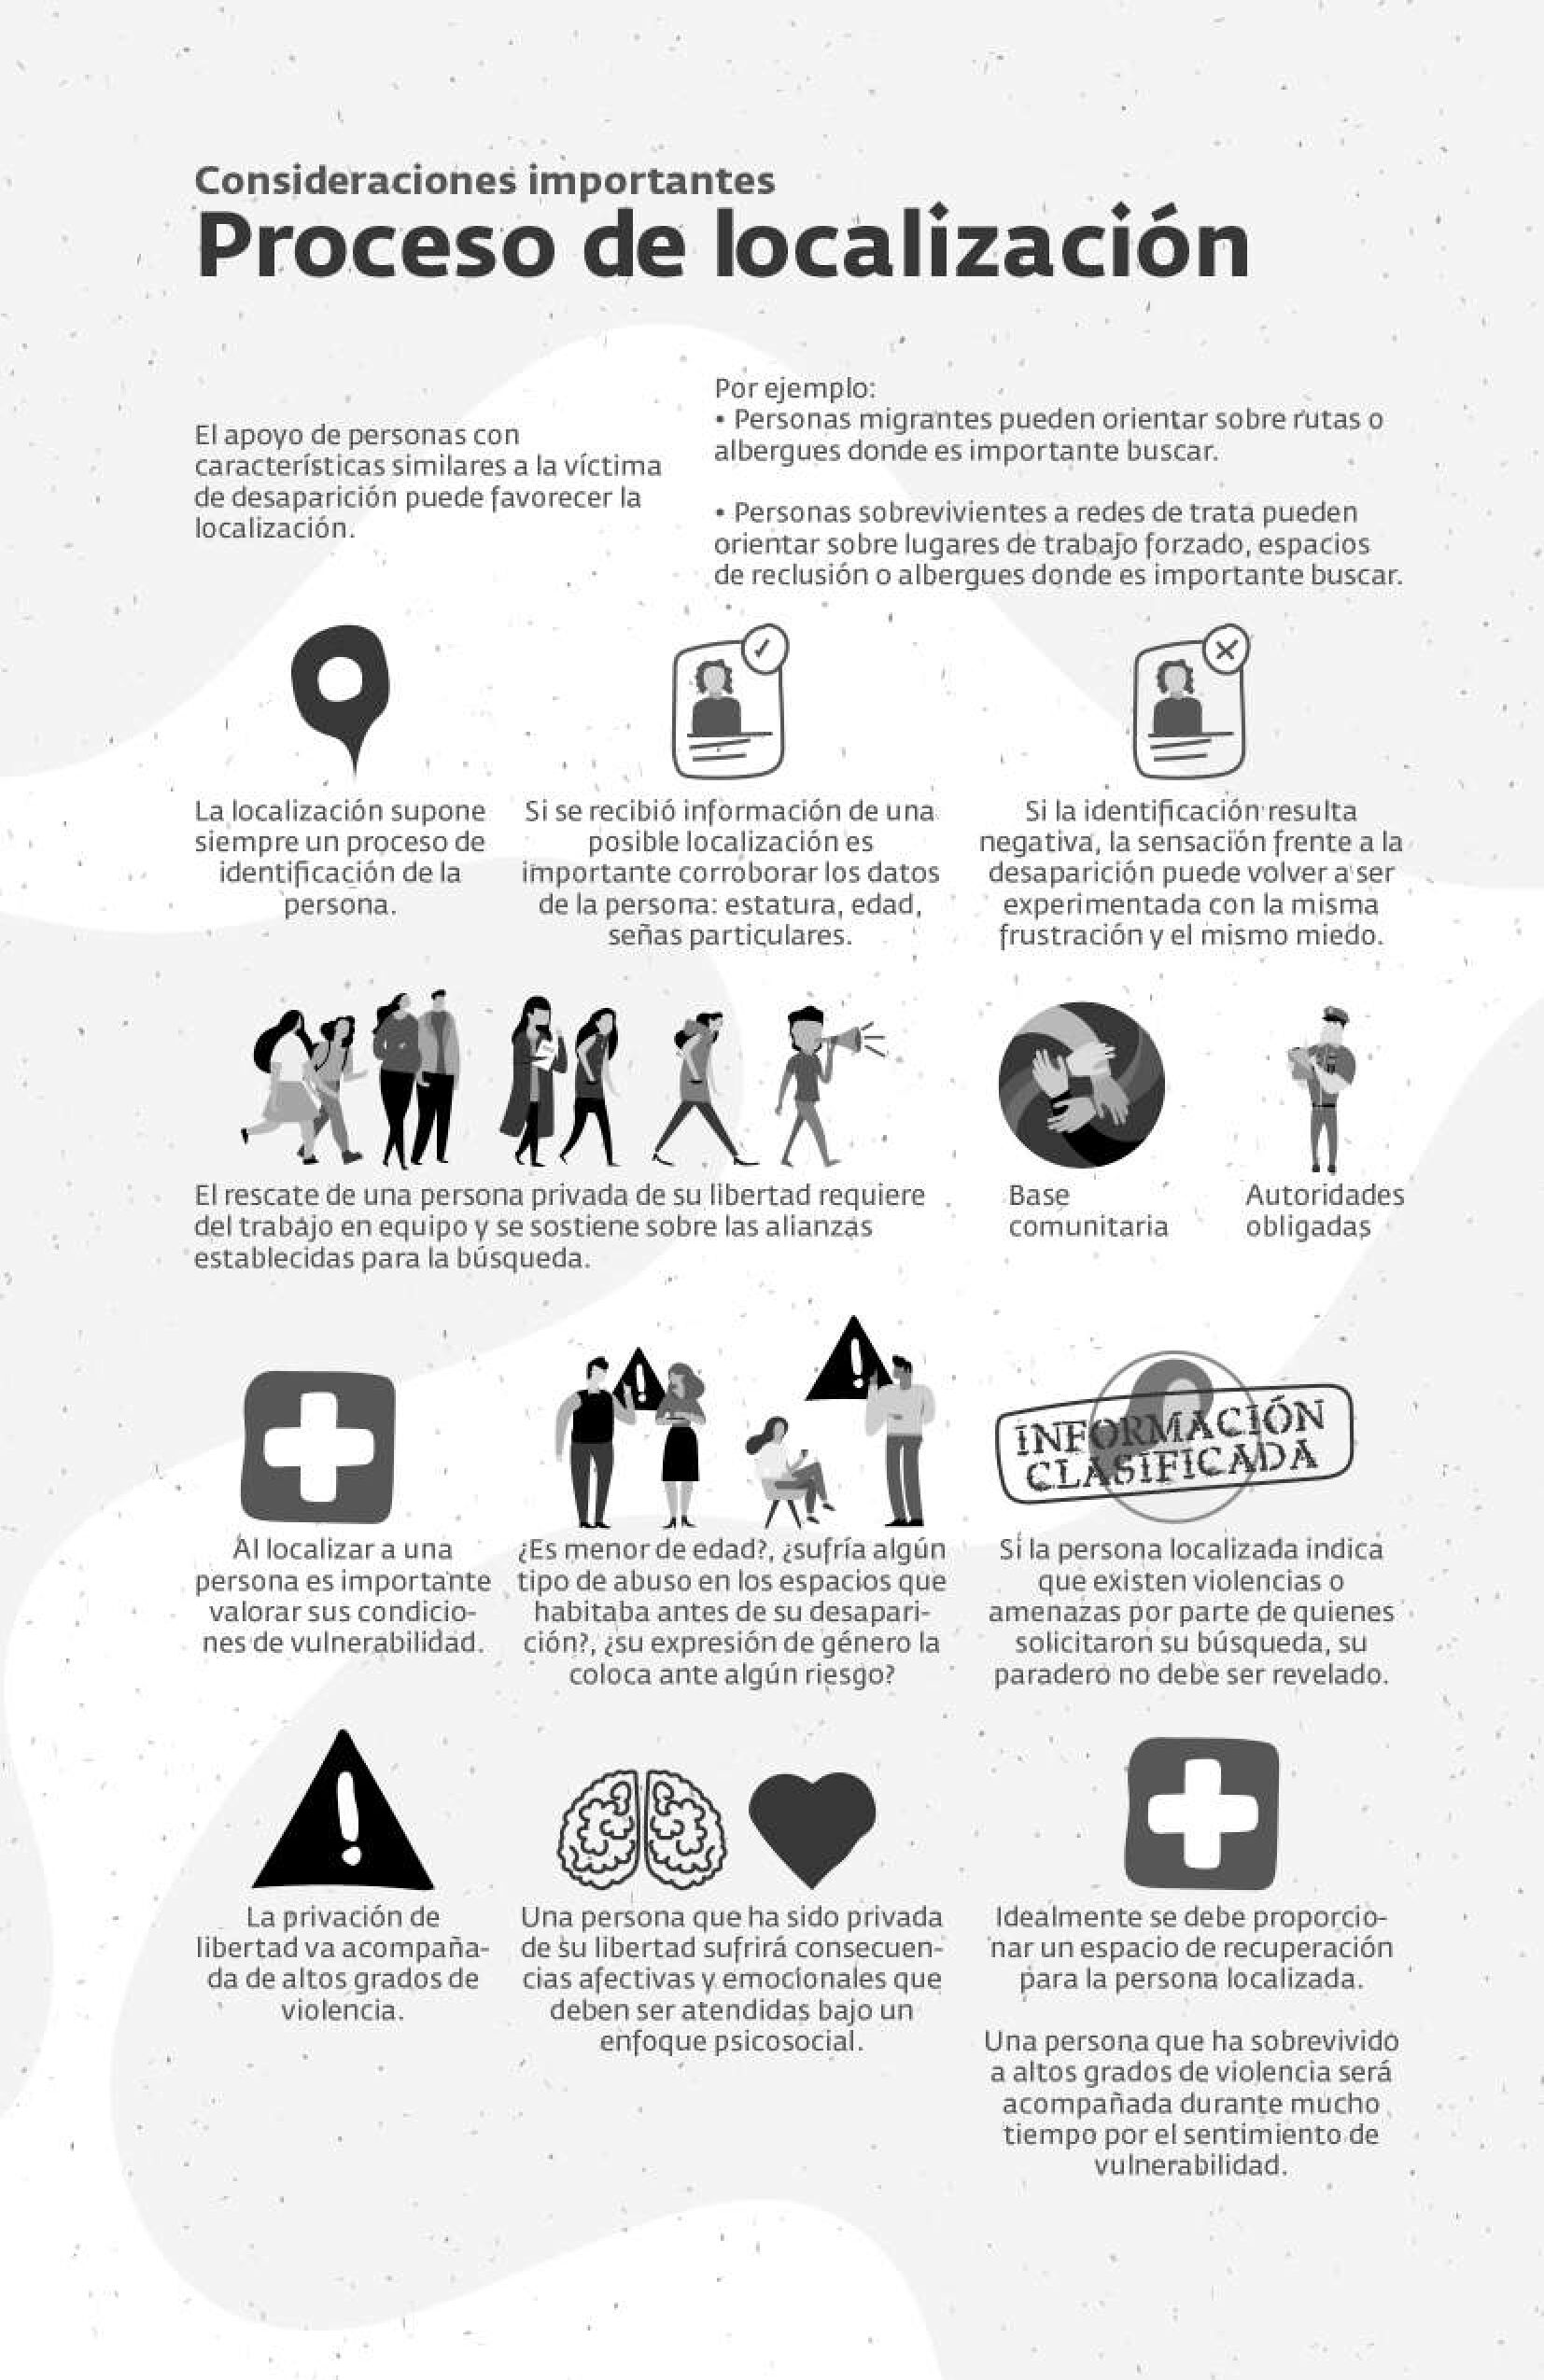 Consideraciones importantes
Proceso de localización
El apoyo de personas con
características similares a la víctima
de desaparición puede favorecer la
localización.
Por ejemplo:
• Personas migrantes pueden orientar sobre rutas o
albergues donde es importante buscar.
• Personas sobrevivientes a redes de trata pueden
orientar sobre lugares de trabajo forzado, espacios
de reclusión o albergues donde es importante buscar.
La localización supone
siempre un proceso de
identificación de la
persona.
Si se recibió información de una
posible localización es
importante corroborar los datos
de la persona: estatura, edad,
señas particulares.
Si la identificación resulta
negativa, la sensación frente a la
desaparición puede volver a ser
experimentada con la misma
frustración y el mismo miedo.
El rescate de una persona privada de su libertad requiere
del trabajo en equipo y se sostiene sobre las alianzas
establecidas para la búsqueda.
Base
comunitaria
Autoridades
obligadas
Al localizar a una
persona es importante
valorar sus condicio-
nes de vulnerabilidad.
¿Es menor de edad?, ¿sufría algún
tipo de abuso en los espacios que
habitaba antes de su desapari-
ción?, ¿su expresión de género la
coloca ante algún riesgo?
INFORMACIÓN
CLASIFICADA
Si la persona localizada indica
que existen violencias o
amenazas por parte de quienes
solicitaron su búsqueda, su
paradero no debe ser revelado.
La privación de
libertad va acompaña-
da de altos grados de
violencia.
Una persona que ha sido privada
de su libertad sufrirá consecuen-
cias afectivas y emocionales que
deben ser atendidas bajo un
enfoque psicosocial.
Idealmente se debe proporcio-
nar un espacio de recuperación
para la persona localizada.
Una persona que ha sobrevivido
a altos grados de violencia será
acompañada durante mucho
tiempo por el sentimiento de
vulnerabilidad.